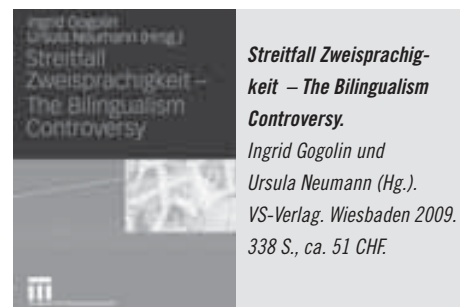 Ingrid Gogolin
Ursula Neumann (Hrsg.)
Streitfall
Zweisprachigkeit –
The Bilingualism
Controversy
Streitfall Zweisprachig-
keit – The Bilingualism
Controversy.
Ingrid Gogolin und
Ursula Neumann (Hg.).
VS-Verlag. Wiesbaden 2009.
338 S., ca. 51 CHF.